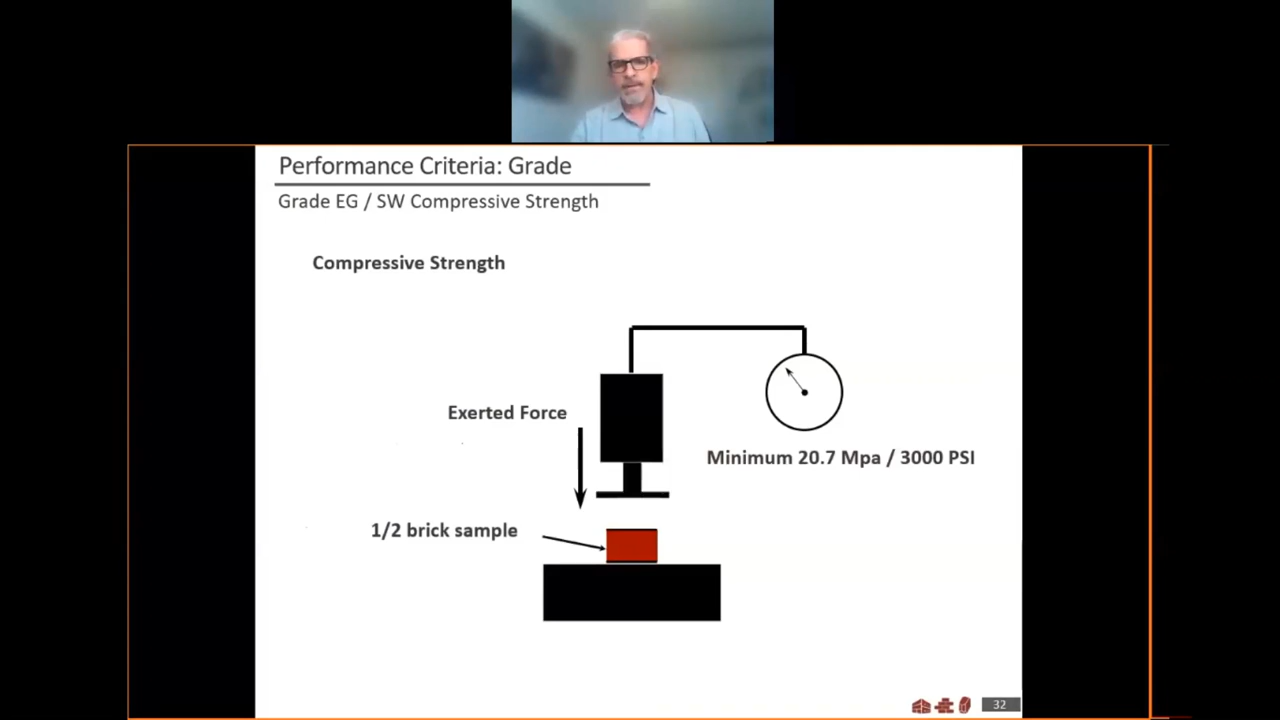 Performance Criteria: Grade
Grade EG / SW Compressive Strength
Compressive Strength
Exerted Force
Minimum 20.7 Mpa / 3000 PSI
1/2 brick sample
32